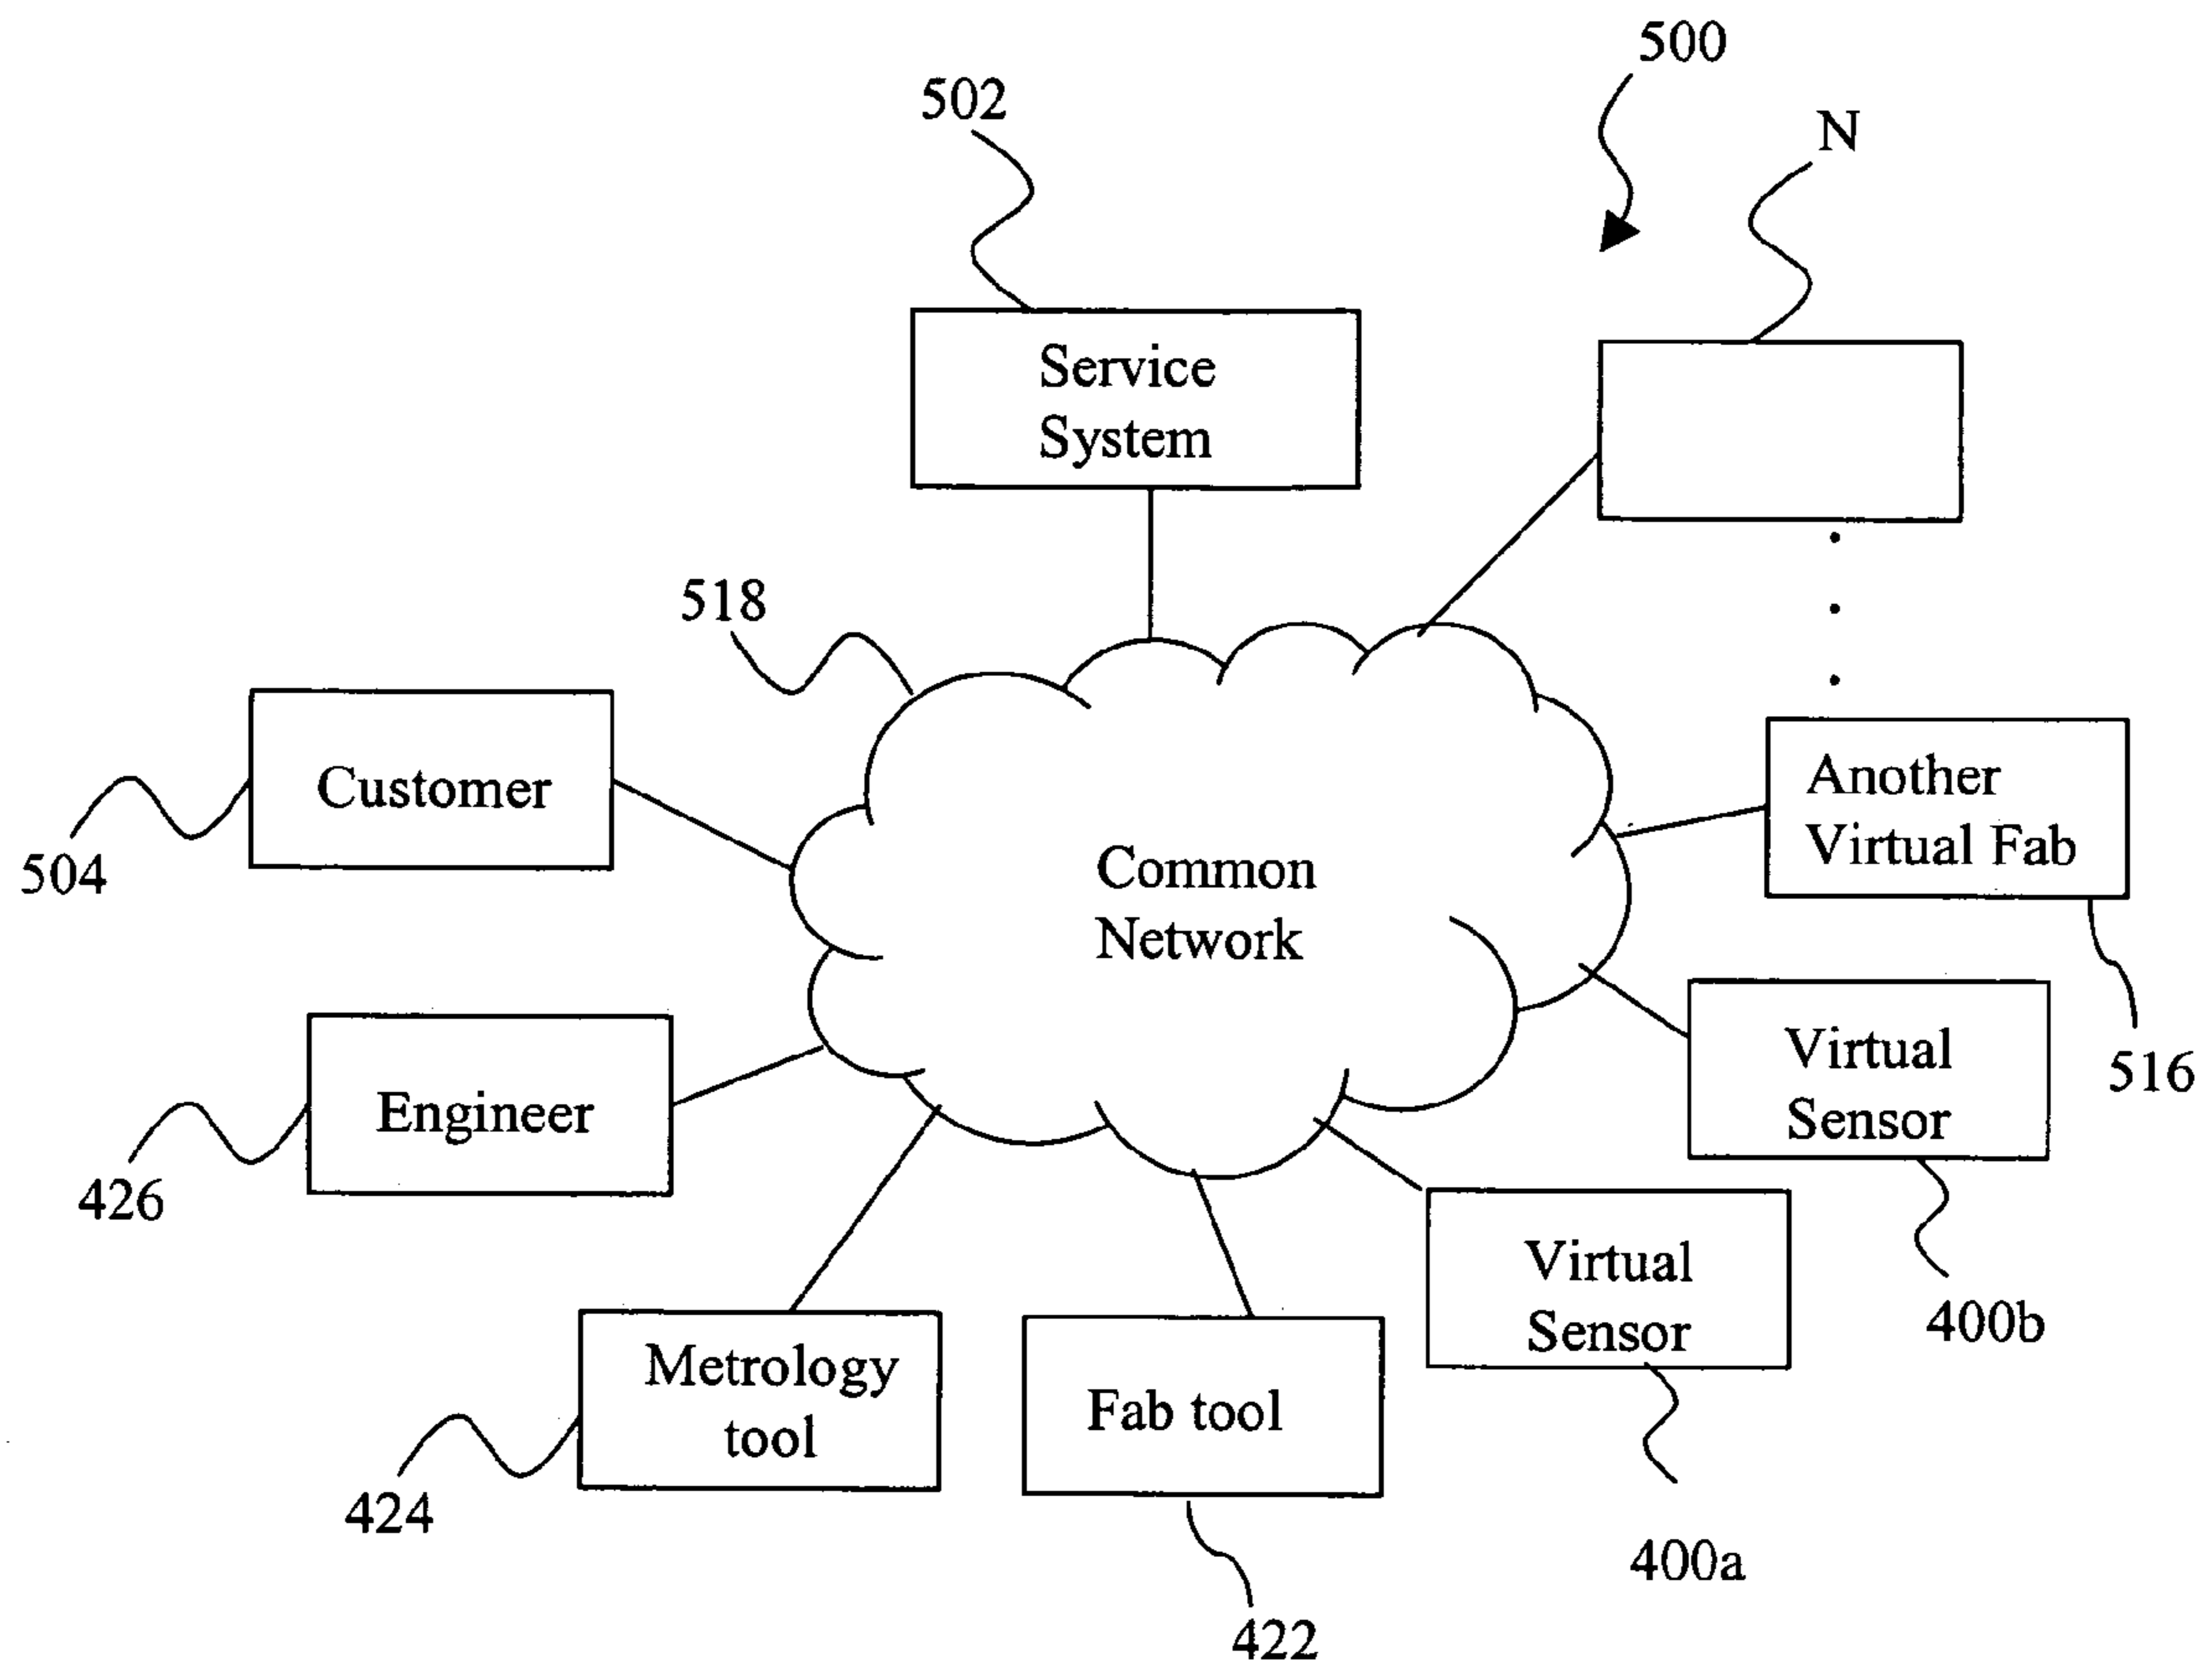 500
502
N
Service
System
518
Customer
Another
Virtual Fab
504
Common
Network
516
Virtual
Sensor
Engineer
426
Virtual
Sensor
400b
Metrology
tool
Fab tool
424
400a
422